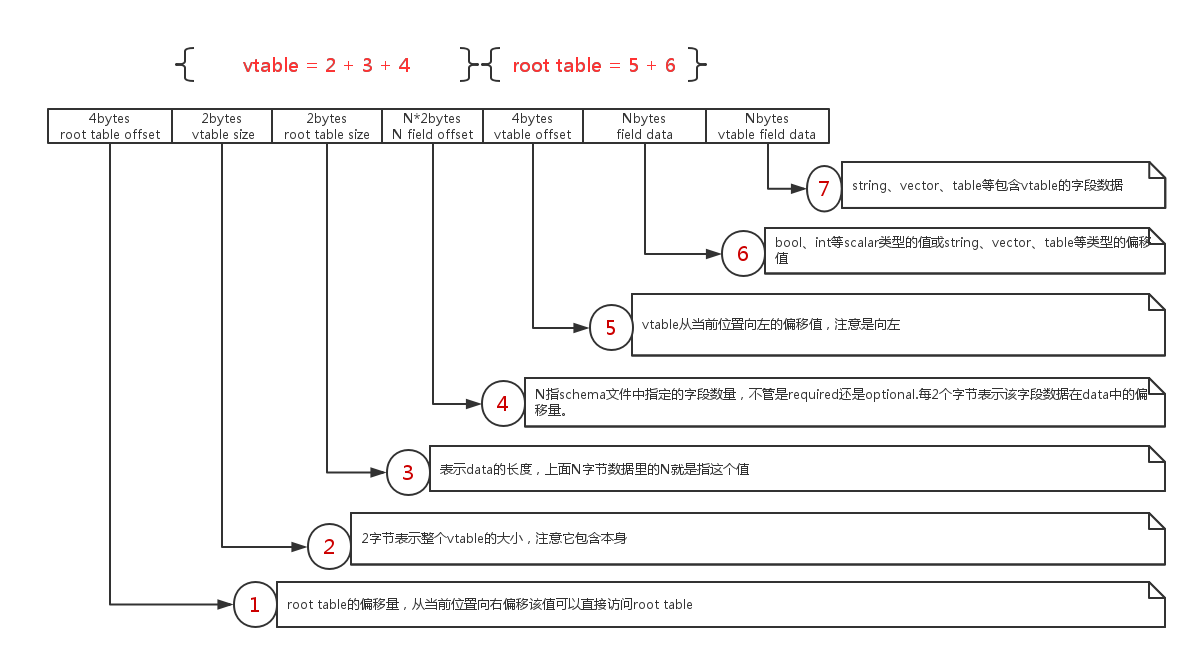 vtable = 2 + 3 + 4
root table = 5 + 6
4bytes
root table offset
2bytes
vtable size
2bytes
root table size
N*2bytes
N field offset
4bytes
vtable offset
Nbytes
field data
Nbytes
vtable field data
7
string、vector、table等包含vtable的字段数据
6
bool、int等scalar类型的值或string、vector、table等类型的偏移
值
5
vtable从当前位置向左的偏移值，注意是向左
4
N指schema文件中指定的字段数量，不管是required还是optional.每2个字节表示该字段数据在data中的偏
移量。
3
表示data的长度，上面N字节数据里的N就是指这个值
2
2字节表示整个vtable的大小，注意它包含本身
1
root table的偏移量，从当前位置向右偏移该值可以直接访问root table